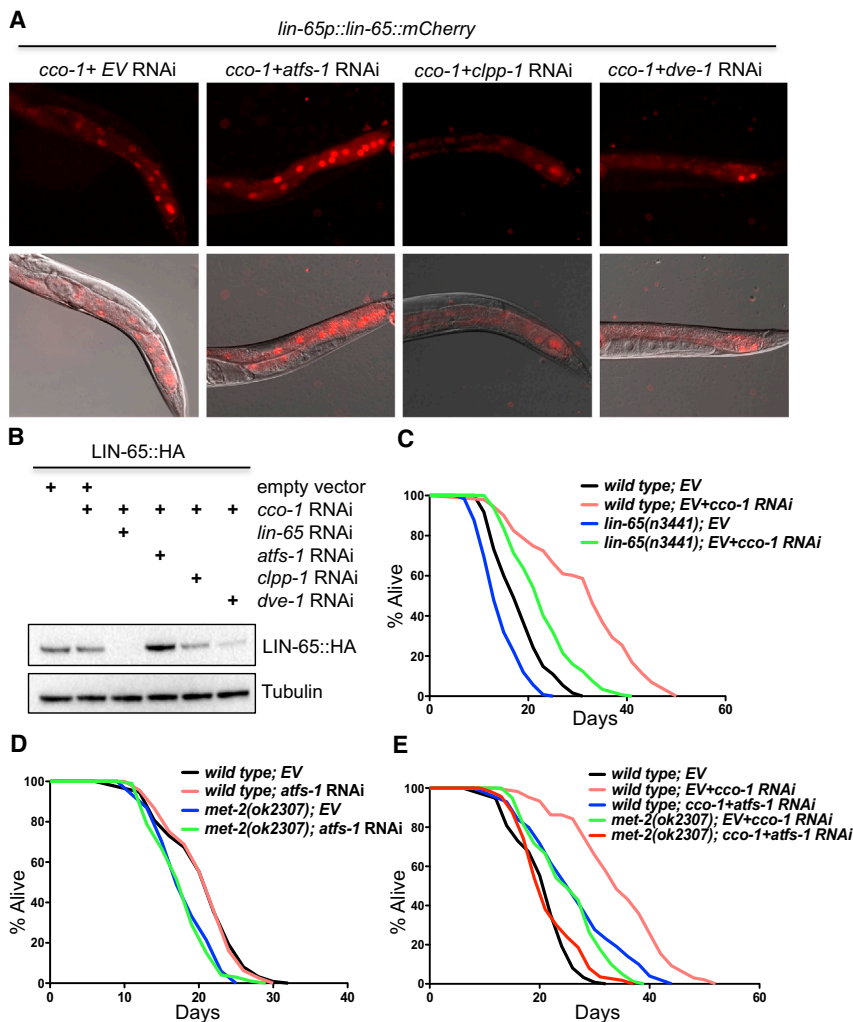 A
lin-65p::lin-65::mCherry
cco-1+ EV RNAi
cco-1+atfs-1 RNAi
cco-1+clpp-1 RNAi
cco-1+dve-1 RNAi
B
LIN-65::HA
+ + empty vector
+ + + + + cco-1 RNAi
+ lin-65 RNAi
+ atfs-1 RNAi
+ clpp-1 RNAi
+ dve-1 RNAi
LIN-65::HA
Tubulin
C
wild type; EV
wild type; EV+cco-1 RNAi
lin-65(n3441); EV
lin-65(n3441); EV+cco-1 RNAi
% Alive
100
80
60
40
20
0
0 20 40 60
Days
D
wild type; EV
wild type; atfs-1 RNAi
met-2(ok2307); EV
met-2(ok2307); atfs-1 RNAi
% Alive
100
80
60
40
20
0
0 10 20 30 40
Days
E
wild type; EV
wild type; EV+cco-1 RNAi
wild type; cco-1+atfs-1 RNAi
met-2(ok2307); EV+cco-1 RNAi
met-2(ok2307); cco-1+atfs-1 RNAi
% Alive
100
80
60
40
20
0
0 20 40 60
Days